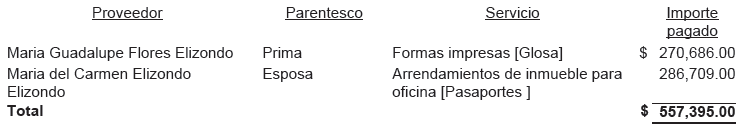 Proveedor Parentesco Servicio Importe
pagado
Maria Guadalupe Flores Elizondo Prima Formas impresas [Glosa] $ 270,686.00
Maria del Carmen Elizondo Esposa Arrendamientos de inmueble para 286,709.00
Elizondo oficina [Pasaportes ]
Total $ 557,395.00